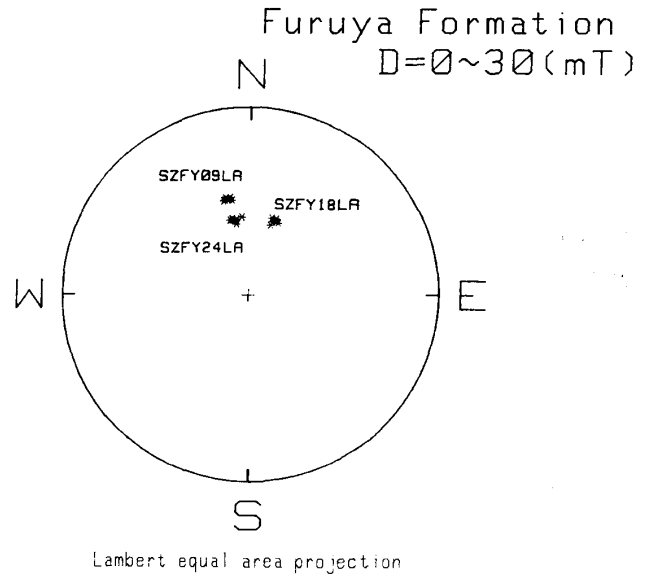 Furuya Formation
D=0~30(mT)
N
SZFY09LA
SZFY18LA
SZFY24LA
W
E
S
Lambert equal area projection